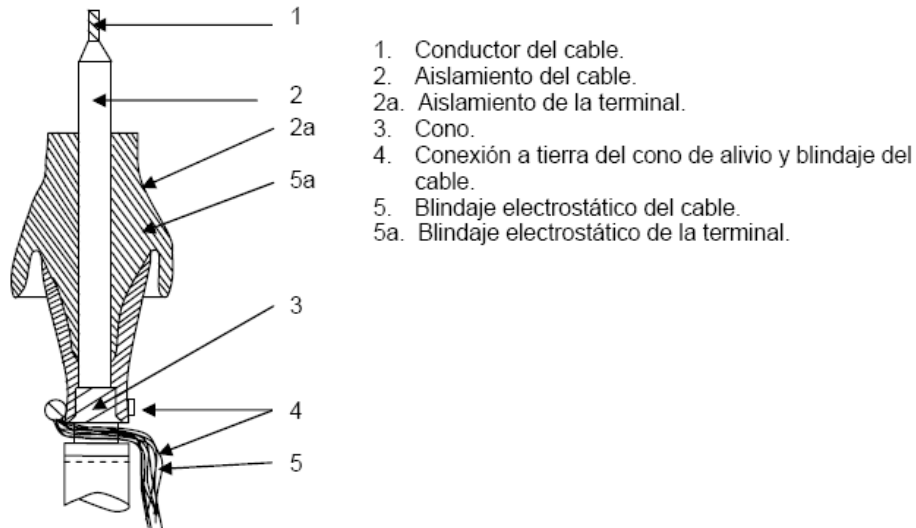 1
2
2a
5a
3
4
5
1. Conductor del cable.
2. Aislamiento del cable.
2a. Aislamiento de la terminal.
3. Cono.
4. Conexión a tierra del cono de alivio y blindaje del
cable.
5. Blindaje electrostático del cable.
5a. Blindaje electrostático de la terminal.